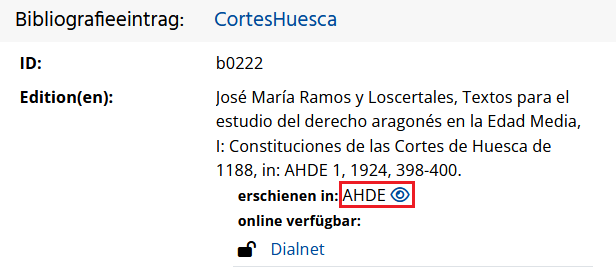 Bibliografieeintrag: CortesHuesca
ID: b0222
Edition(en): José María Ramos y Loscertales, Textos para el
estudio del derecho aragonés en la Edad Media,
I: Constituciones de las Cortes de Huesca de
1188, in: AHDE 1, 1924, 398-400.
erschienen in: AHDE
online verfügbar:
Dialnet